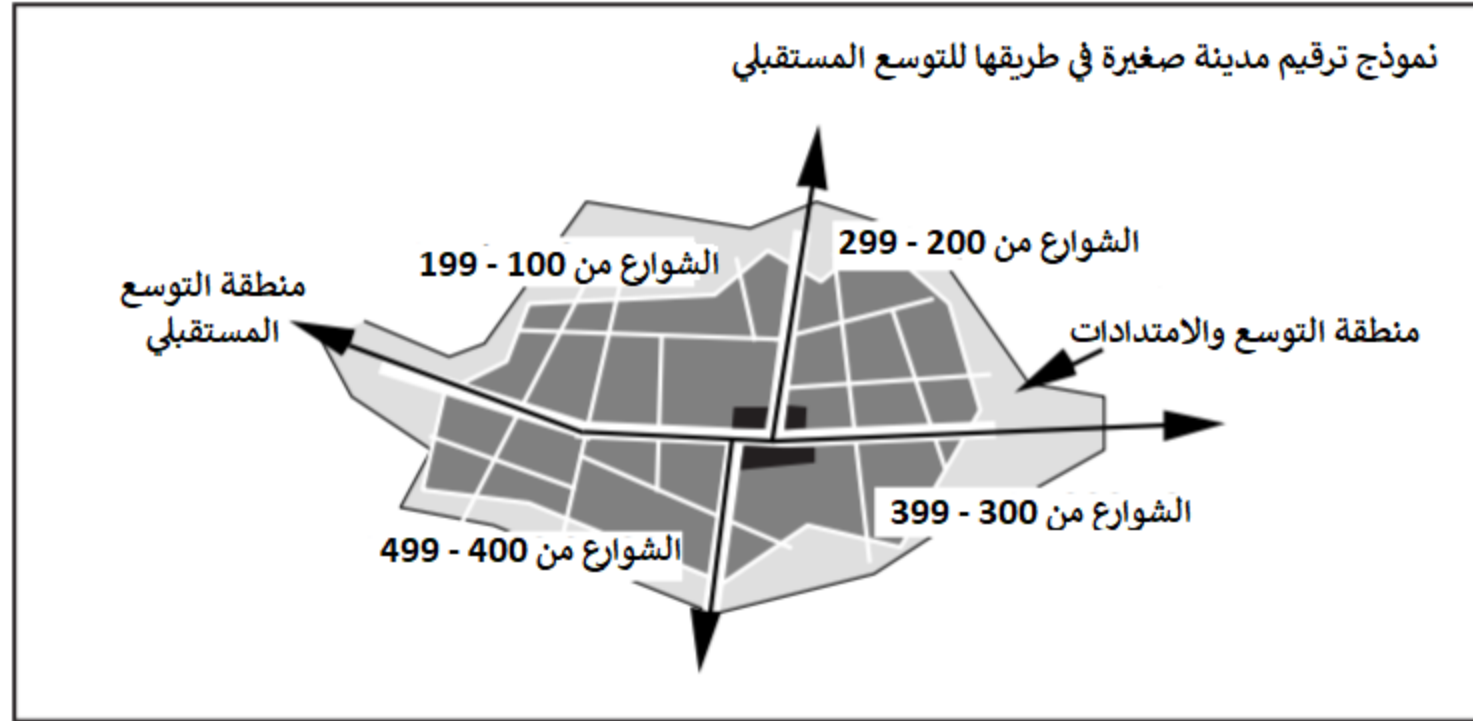 نموذج ترقيم مدينة صغيرة في طريقها للتوسع المستقبلي
الشوارع من 200 - 299
الشوارع من 100 - 199
منطقة التوسع
المستقبلي
منطقة التوسع والامتدادات
الشوارع من 300 - 399
الشوارع من 400 - 499